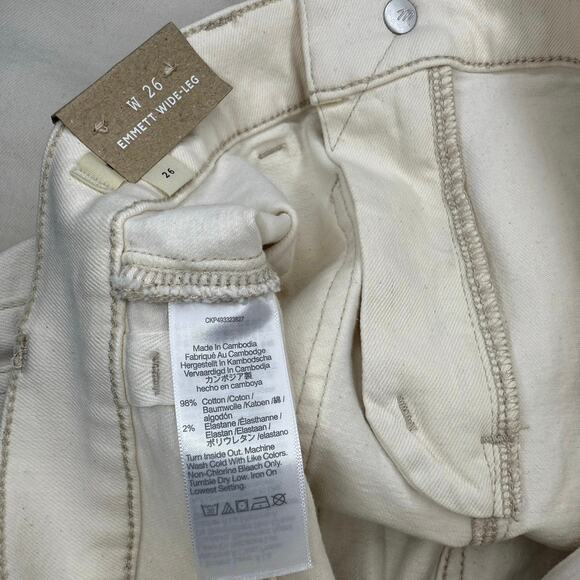 W 26
EMMETT WIDE-LEG
26
CKP493323827
Made In Cambodia
Fabriqué Au Cambodge
Hergestellt In Kambodscha
Vervaardigd In Cambodja
カンボジア製
hecho en camboya
98% Cotton /Coton /
Baumwolle /Katoen /綿 /
algodón
2% Elastane /Élasthanne /
Elastan /Elastaan /
ポリウレタン /elastano
Turn Inside Out. Machine
Wash Cold With Like Colors.
Non-Chlorine Bleach Only.
Tumble Dry Low. Iron On
Lowest Setting.